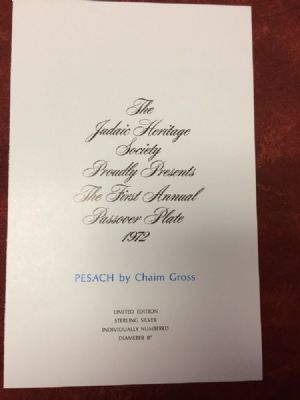 The
Judaic Heritage
Society
Proudly Presents
The First Annual
Passover Plate
1972
PESACH by Chaim Gross
LIMITED EDITION
STERLING SILVER
INDIVIDUALLY NUMBERED
DIAMETER 8"